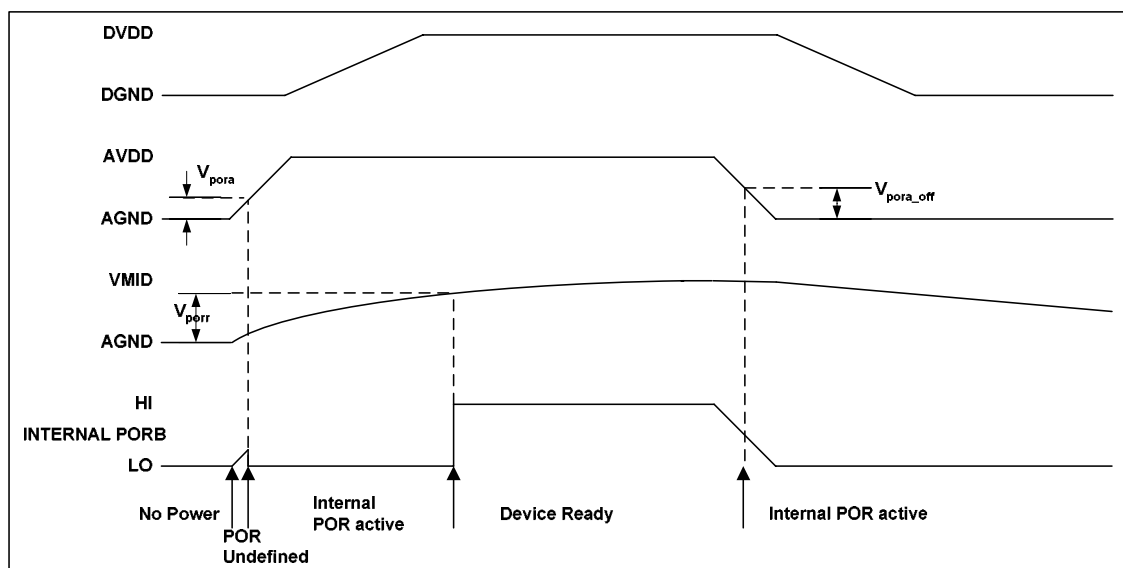 DVDD
DGND
AVDD
Vpora
AGND
Vpora_off
VMID
Vporr
AGND
HI
INTERNAL PORB
LO
No Power
POR
Undefined
Internal
POR active
Device Ready
Internal POR active